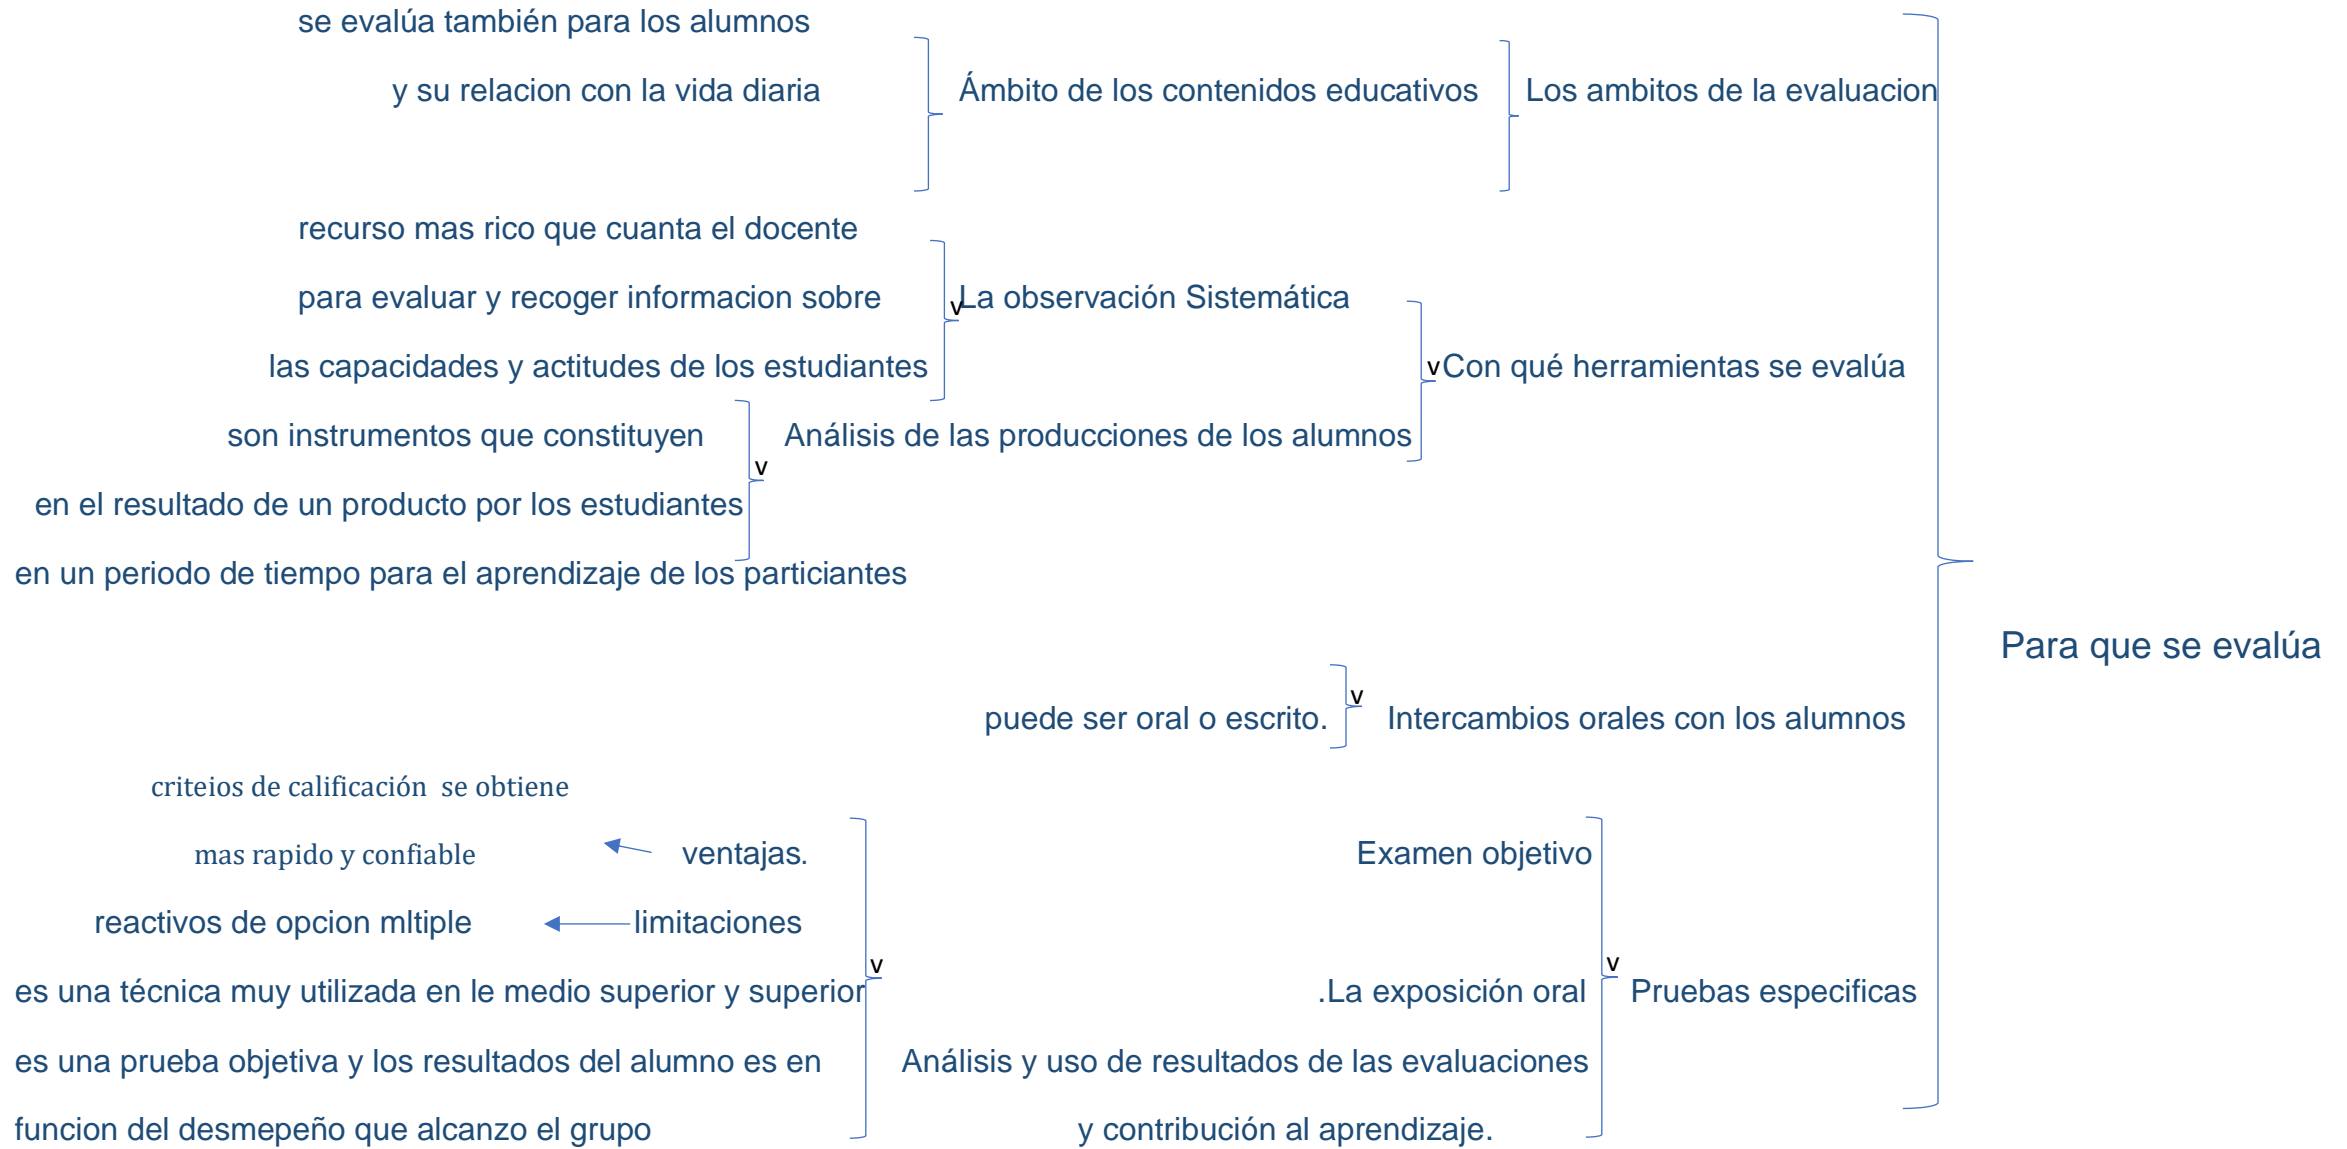 se evalúa también para los alumnos
y su relacion con la vida diaria
Ámbito de los contenidos educativos
Los ambitos de la evaluacion
recurso mas rico que cuanta el docente
para evaluar y recoger informacion sobre
v
La observación Sistemática
las capacidades y actitudes de los estudiantes
v
Con qué herramientas se evalúa
son instrumentos que constituyen
v
Análisis de las producciones de los alumnos
en el resultado de un producto por los estudiantes
en un periodo de tiempo para el aprendizaje de los particiantes
Para que se evalúa
puede ser oral o escrito.
v
Intercambios orales con los alumnos
criteios de calificación se obtiene
mas rapido y confiable
ventajas.
Examen objetivo
reactivos de opcion mltiple
limitaciones
es una técnica muy utilizada en le medio superior y superior
v
.La exposición oral
v
Pruebas especificas
es una prueba objetiva y los resultados del alumno es en
Análisis y uso de resultados de las evaluaciones
funcion del desmepeño que alcanzo el grupo
y contribución al aprendizaje.